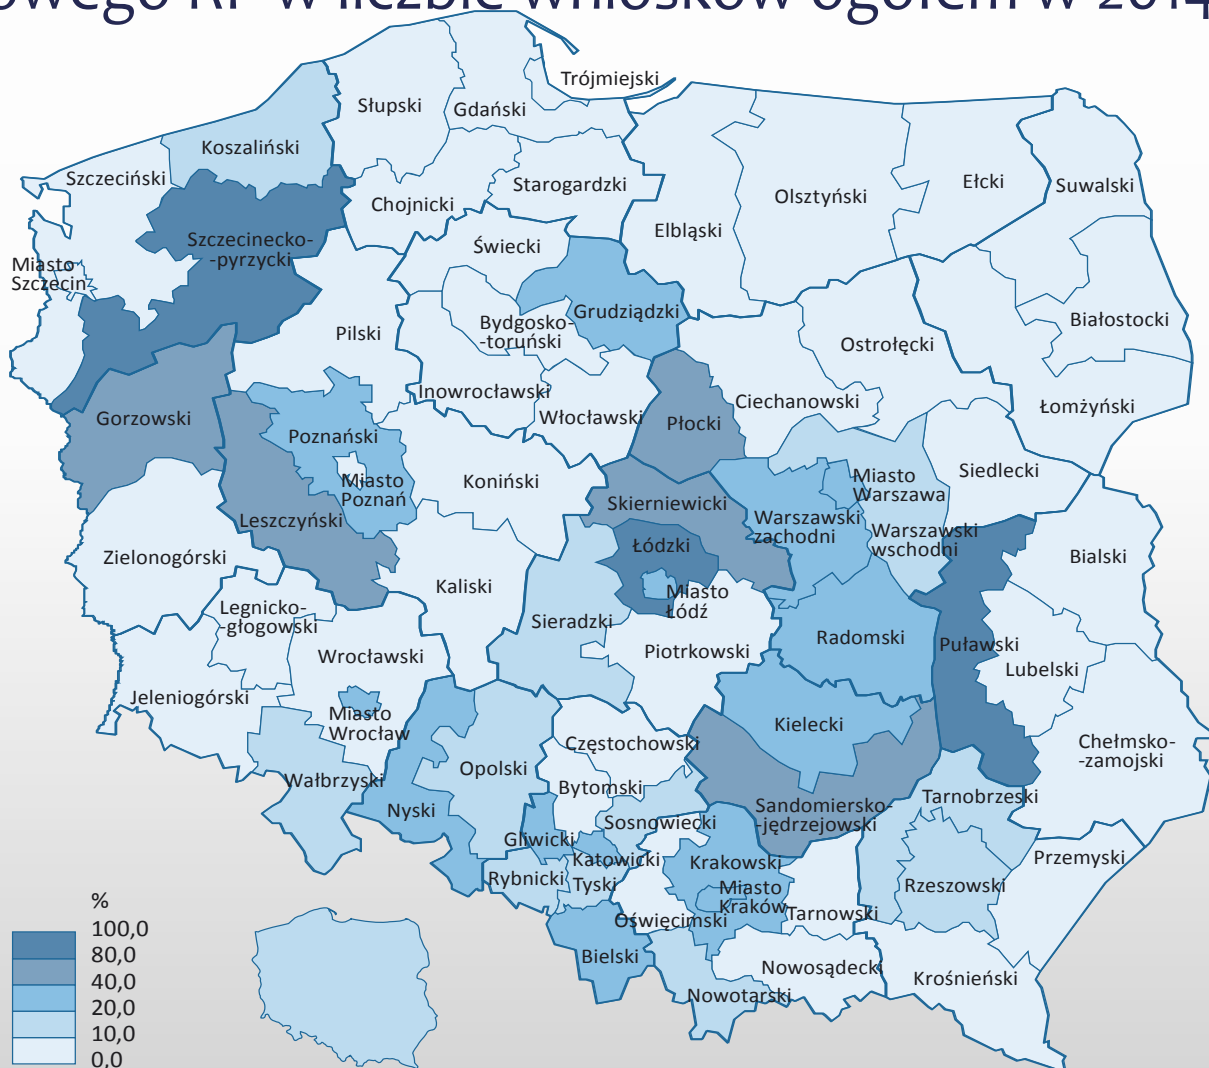 owego RP w liczbie wniosków ogółem w 2014
Trójmiejski
Słupski
Gdański
Koszaliński
Szczeciński
Starogardzki
Chojnicki
Olsztyński
Ełcki
Suwalski
Elbląski
Szczecinecko-
-pyrzycki
Świecki
Miasto
Szczecin
Grudziądzki
Bydgosko-
-toruński
Białostocki
Pilski
Ostrołęcki
Inowrocławski
Ciechanowski
Łomżyński
Gorzowski
Włocławski
Płocki
Poznański
Miasto
Poznań
Koniński
Miasto
Warszawa
Siedlecki
Skierniewicki
Leszczyński
Warszawski
zachodni
Warszawski
wschodni
Łódzki
Bialski
Zielonogórski
Kaliski
Miasto
Łódź
Legnicko-
-głogowski
Sieradzki
Radomski
Puławski
Wrocławski
Piotrkowski
Lubelski
Jeleniogórski
Miasto
Wrocław
Kielecki
Częstochowski
Chełmsko-
-zamojski
Opolski
Wałbrzyski
Bytomski
Tarnobrzeski
Nyski
Sandomiersko-
-jędrzejowski
Sosnowiecki
Gliwicki
Katowicki
Krakowski
Przemyski
Rybnicki
Tyski
Miasto
Kraków
Rzeszowski
Oświęcimski
Tarnowski
Bielski
Nowosądecki
Krośnieński
Nowotarski
%
100,0
80,0
40,0
20,0
10,0
0,0